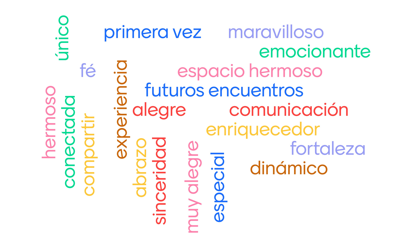 único
primera vez
maravilloso
emocionante
fé
espacio hermoso
experiencia
futuros encuentros
hermoso
conectada
compartir
alegre
comunicación
enriquecedor
abrazo
sinceridad
muy alegre
especial
fortaleza
dinámico